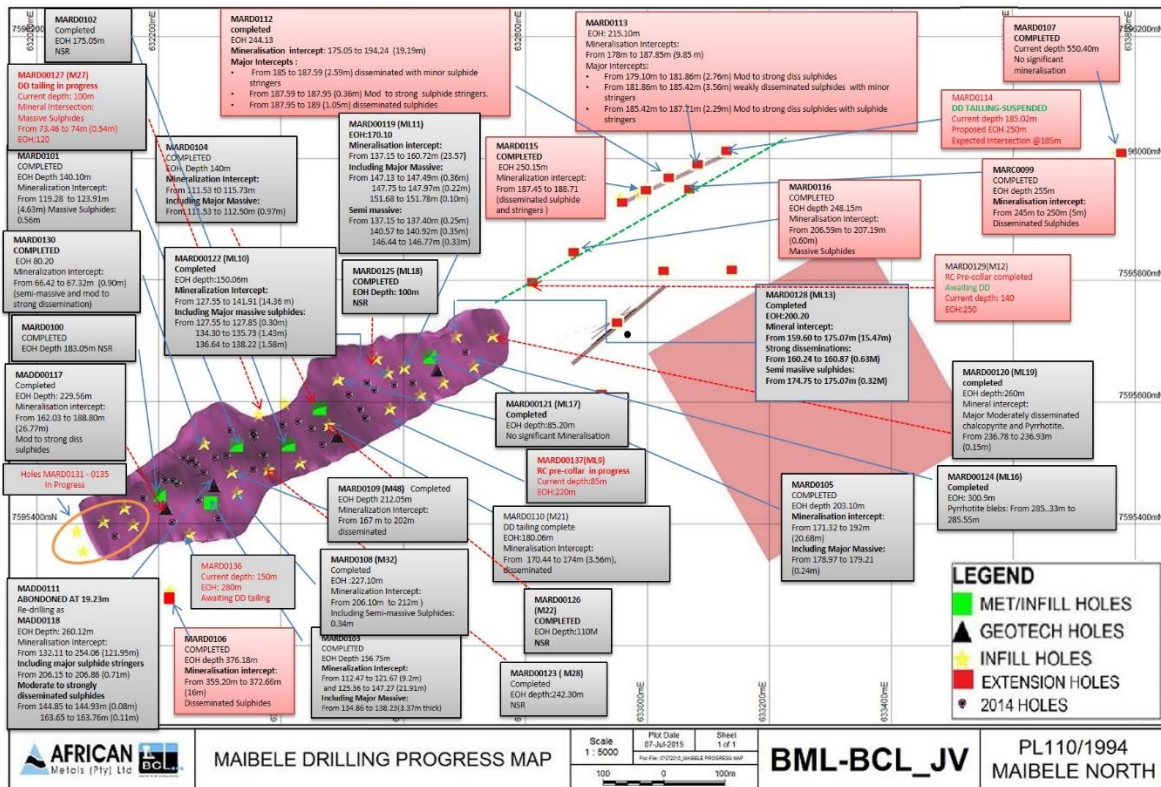 MARD0102
Completed
EOH 175.05m
NSR
MARD00127 (M27)
DD tailing in progress
Current depth: 100m
Mineral Intersection:
Massive Sulphides
From 73.46 to 74m (0.54m)
EOH:120
MARD0101
COMPLETED
EOH Depth 140.10m
Mineralization Intercept:
From 119.28 to 123.91m
(4.63m) Massive Sulphides:
0.56m
MARD0130
COMPLETED
EOH 80.20
Mineralization Intercept:
From 66.42 to 67.32m (0.90m)
(semi-massive and mod to
strong dissemination)
MARD0100
COMPLETED
EOH Depth 183.05m NSR
MADD00117
Completed
EOH Depth: 229.56m
Mineralization Intercept:
From 162.03 to 188.80m
(26.77m)
Mod to strong diss
sulphides
Holes MARD0131 - 0135
In Progress
7595400mN
MADD0111
ABONDONED AT 19.23m
Re-drilling as
MADD0118
EOH Depth: 260.12m
Mineralisation Intercept:
From 132.11 to 254.06 (121.95m)
Including major sulphide stringers
From 206.15 to 206.86 (0.71m)
Moderate to strongly
disseminated sulphides
From 144.85 to 144.93m (0.08m)
163.65 to 163.76m (0.11m)
MARD0112
completed
EOH 244.13
Mineralisation intercept: 175.05 to 194.24 (19.19m)
Major Intercepts :
• From 185 to 187.59 (2.59m) disseminated with minor sulphide
stringers
• From 187.59 to 187.95 (0.36m) Mod to strong sulphide stringers.
• From 187.95 to 189 (1.05m) disseminated sulphides
MARD0104
COMPLETED
EOH Depth 140m
Mineralization Intercept:
From 111.53 to 115.73m
Including Major Massive:
From 111.53 to 112.50m (0.97m)
MARD00119 (ML11)
EOH:170.10
Mineralisation intercept:
From 137.15 to 160.72m (23.57)
Including Major Massive:
From 147.13 to 147.49m (0.36m)
147.75 to 147.97m (0.22m)
151.68 to 151.78m (0.10m)
Semi massive:
From 137.15 to 137.40m (0.25m)
140.57 to 140.92m (0.35m)
146.44 to 146.77m (0.33m)
MARD00122 (ML10)
Completed
EOH depth:150.06m
Mineralization Intercept:
From 127.55 to 141.91 (14.36 m)
Including Major massive sulphides:
From 127.55 to 127.85 (0.30m)
134.30 to 135.73 (1.43m)
136.64 to 138.22 (1.58m)
MARD0125 (ML18)
COMPLETED
EOH Depth: 100m
NSR
MARD0113
EOH: 215.10m
Mineralisation Intercepts:
From 178m to 187.85m (9.85 m)
Major Intercepts:
• From 179.10m to 181.86m (2.76m) Mod to strong diss sulphides
• From 181.86m to 185.42m (3.56m) weakly disseminated sulphides with minor
stringers
• From 185.42m to 187.71m (2.29m) Mod to strong diss sulphides with sulphide
stringers
MARD0107
COMPLETED
Current depth 550.40m
No significant
mineralisation
7596200mN
MARD0114
DD TAILLING-SUSPENDED
Current depth 185.02m
Proposed EOH 250m
Expected Intersection @185m
MARD0115
COMPLETED
EOH 250.15m
Mineralisation Intercept:
From 187.45 to 188.71
(disseminated sulphide
and stringers )
MARD0116
COMPLETED
EOH depth 248.15m
Mineralisation intercept:
From 206.59m to 207.19m
(0.60m)
Massive Sulphides
MARC0099
COMPLETED
EOH depth 255m
Mineralisation intercept:
From 245m to 250m (5m)
Disseminated Sulphides
MARD0129(M12)
RC Pre-collar completed
Awaiting DD
Current depth: 140
EOH:250
7595800mN
MARD0128 (ML13)
Completed
EOH:200.20
Mineral intercept:
From 159.60 to 175.07m (15.47m)
Strong disseminations:
From 160.24 to 160.87 (0.63M)
Semi massive sulphides:
From 174.75 to 175.07m (0.32M)
MARD00120 (ML19)
completed
EOH depth:260m
Mineral intercept:
Major Moderately disseminated
chalcopyrite and Pyrrhotite.
From 236.78 to 236.93m
(0.15m)
7595600mN
MARD00121 (ML17)
Completed
EOH depth:85.20m
No significant Mineralisation
MARD00137(ML9)
RC pre-collar in progress
Current depth:85m
EOH:220m
MARD0105
COMPLETED
EOH depth 203.10m
Mineralisation intercept:
From 171.32 to 192m
(20.68m)
Including Major Massive:
From 178.97 to 179.21
(0.24m)
MARD00124 (ML16)
Completed
EOH: 300.9m
Pyrrhotite blebs: From 285..33m to
285.55m
7595400mN
MARD0109 (M48) Completed
EOH Depth 212.05m
Mineralization Intercept:
From 167 m to 202m
disseminated
MARD0110 (M21)
DD tailing complete
EOH:180.06m
Mineralisation Intercept:
From 170.44 to 174m (3.56m),
disseminated
MARD0136
Current depth: 150m
EOH: 280m
Awaiting DD tailing
MARD0108 (M32)
EOH :227.10m
Mineralization Intercept:
From 206.10m to 212m )
Including Semi-massive Sulphides:
0.34m
MARD00126
(M22)
COMPLETED
EOH Depth:110M
NSR
MARD0106
COMPLETED
EOH depth 376.18m
Mineralisation intercept:
From 359.20m to 372.66m
(16m)
Disseminated Sulphides
MARD0103
COMPLETED
EOH Depth 156.75m
Mineralization Intercept:
From 112.47 to 121.67 (9.2m)
and 125.36 to 147.27 (21.91m)
Including Major Massive:
From 134.86 to 138.23(3.37m thick)
MARD00123 ( M28)
Completed
EOH depth:242.30m
NSR
633000mE
633200mE
633400mE
LEGEND
MET/INFILL HOLES
GEOTECH HOLES
INFILL HOLES
EXTENSION HOLES
2014 HOLES
AFRICAN
Metals (Pty) Ltd
BCL
MAIBELE DRILLING PROGRESS MAP
Scale
1 : 5000
Plot Date
07-Jul-2015
Sheet
1 of 1
Plot File: 07072015_MAIBELE PROGRESS MAP
100 0 100m
BML-BCL_JV
PL110/1994
MAIBELE NORTH